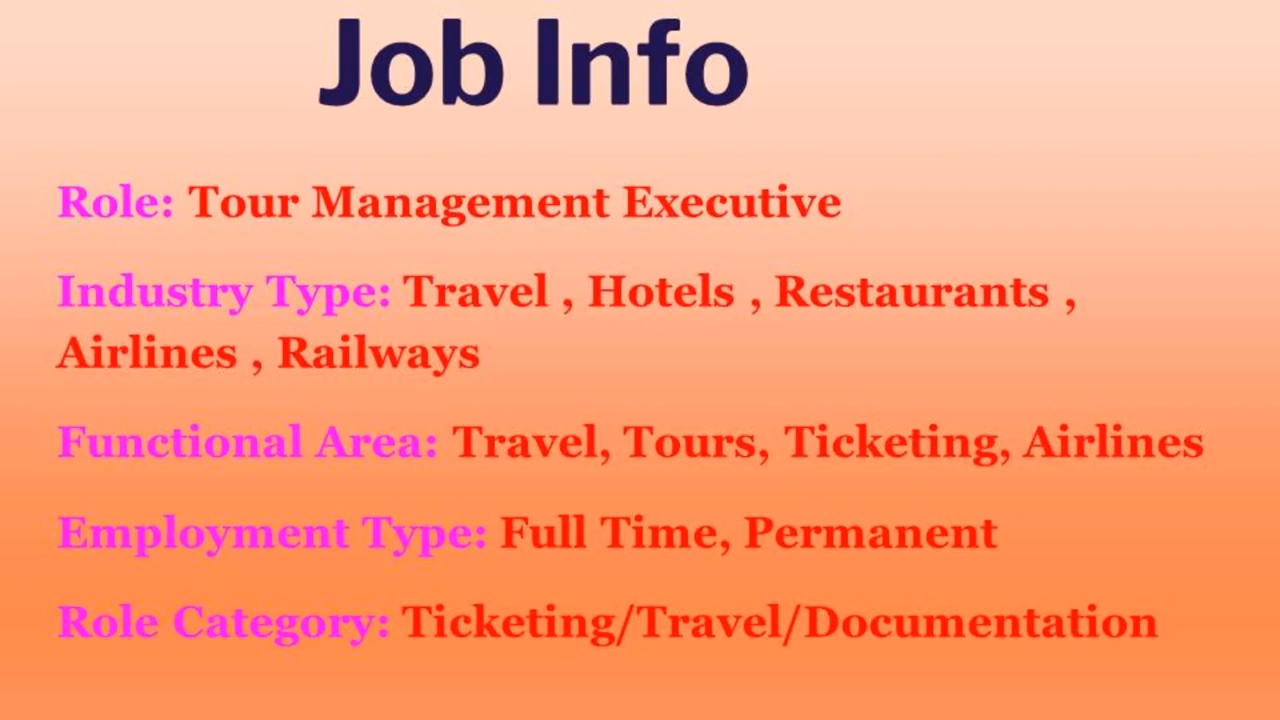 Job Info
Role: Tour Management Executive
Industry Type: Travel , Hotels , Restaurants ,
Airlines , Railways
Functional Area: Travel, Tours, Ticketing, Airlines
Employment Type: Full Time, Permanent
Role Category: Ticketing/Travel/Documentation